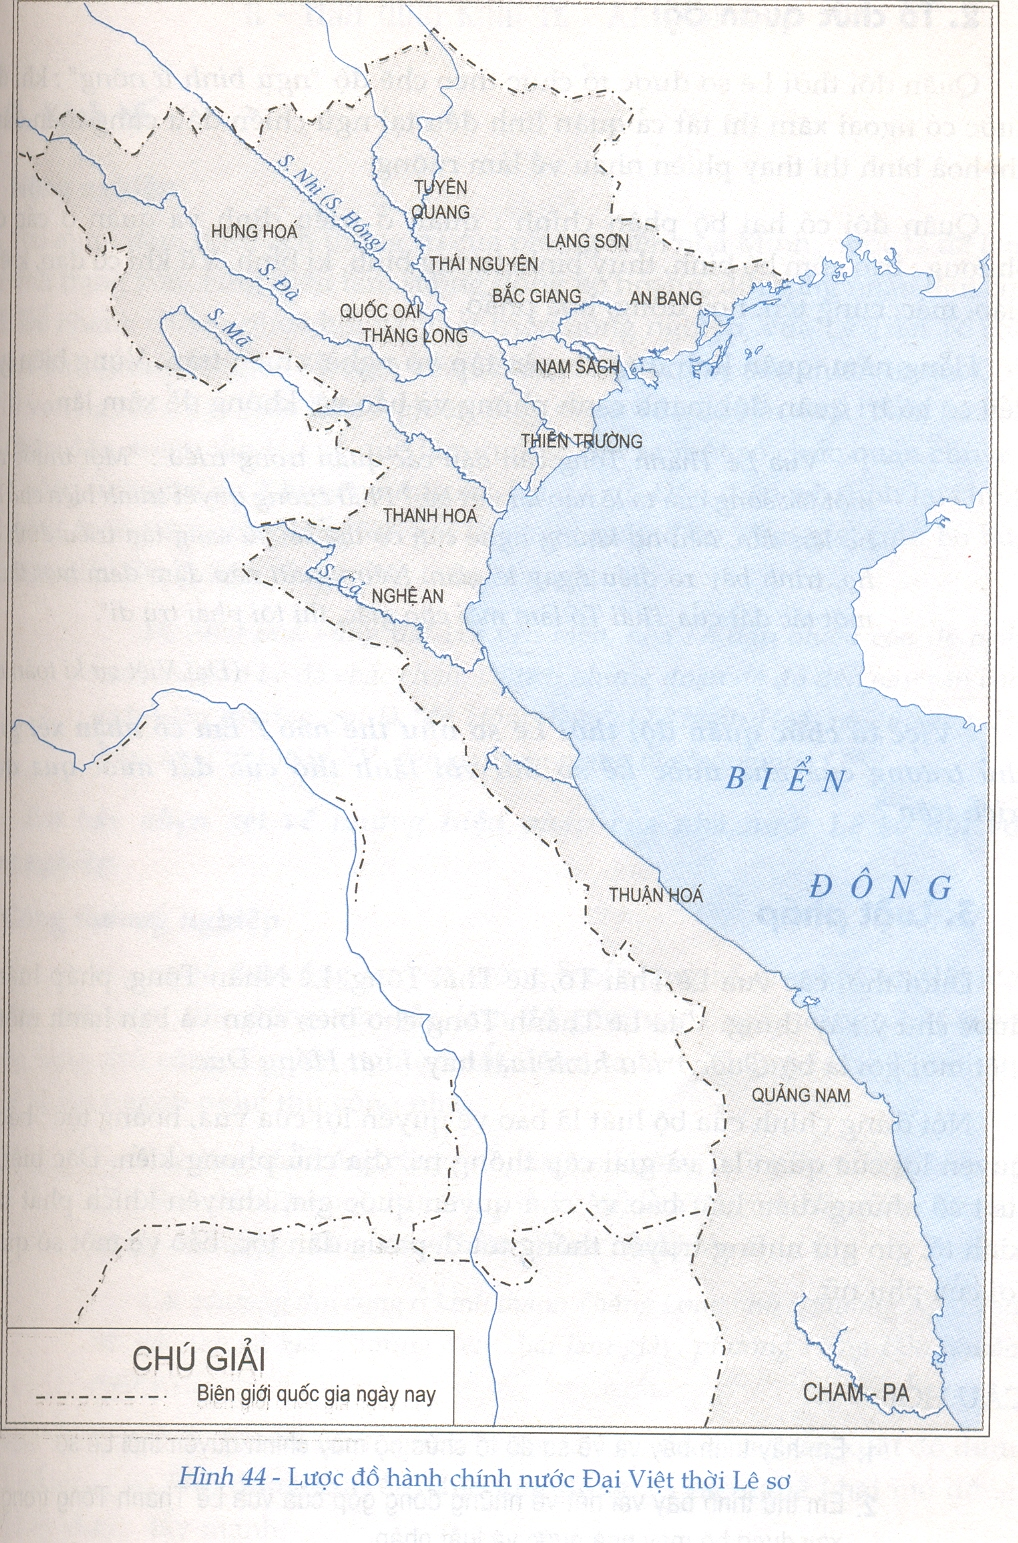 S. Nhị (S. Hồng)
TUYÊN
QUANG
HƯNG HOÁ
LẠNG SƠN
THÁI NGUYÊN
S. Đà
BẮC GIANG
AN BANG
QUỐC OAI
S. Mã
THĂNG LONG
NAM SÁCH
THIÊN TRƯỜNG
THANH HOÁ
S. Cả
NGHỆ AN
BIỂN
ĐÔNG
THUẬN HOÁ
QUẢNG NAM
CHĂM - PA
CHÚ GIẢI
Biên giới quốc gia ngày nay
Hình 44 - Lược đồ hành chính nước Đại Việt thời Lê sơ